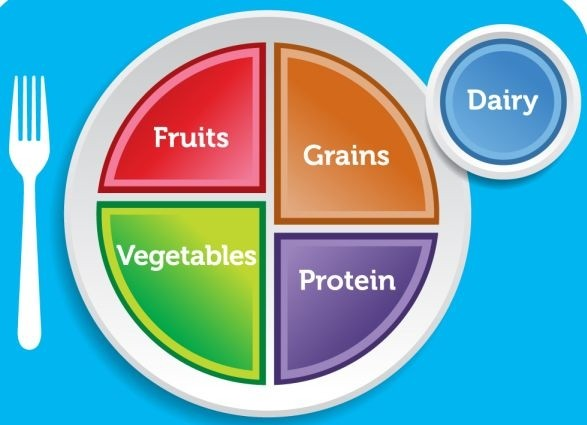 Fruits
Grains
Dairy
Vegetables
Protein